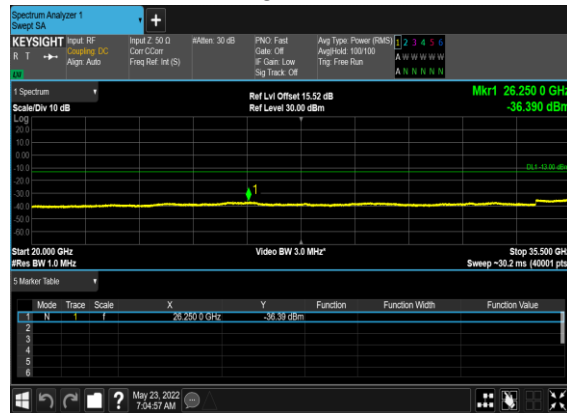 Spectrum Analyzer 1
Swept SA
KEYSIGHT Input: RF Input Z: 50 Ω #Atten: 30 dB PNO: Fast Avg Type: Power (RMS) 1 2 3 4 5 6
R T Coupling: DC Corr CCorr Gate: Off Avg|Hold: 100/100 A W W W W W
Align: Auto Freq Ref: Int (S) IF Gain: Low Trig: Free Run
Sig Track: Off A N N N N N
LW
1 Spectrum Ref Lvl Offset 15.52 dB Mkr1 26.250 0 GHz
Scale/Div 10 dB Ref Level 30.00 dBm -36.390 dBm
Log
20.0
10.0
0.00
-10.0 DL1 -13.00 dBm
-20.0
-30.0 1
-40.0
-50.0
-60.0
Start 20.000 GHz Video BW 3.0 MHz* Stop 35.500 GHz
#Res BW 1.0 MHz Sweep ~30.2 ms (40001 pts
5 Marker Table
Mode Trace Scale X Y Function Function Width Function Value
1 N 1 f 26.250 0 GHz -36.39 dBm
2
3
4
5
6
? May 23, 2022
7:04:57 AM